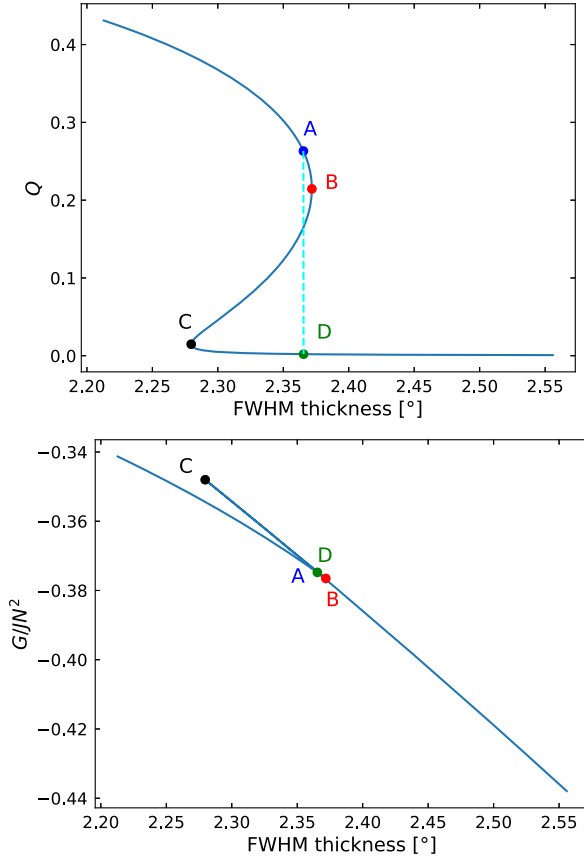 0.4
0.3
0.2
0.1
0.0
Q
A
B
C
D
2.20 2.25 2.30 2.35 2.40 2.45 2.50 2.55
FWHM thickness [°]
−0.34
−0.36
−0.38
−0.40
−0.42
−0.44
G/JN²
C
D
A
B
2.20 2.25 2.30 2.35 2.40 2.45 2.50 2.55
FWHM thickness [°]